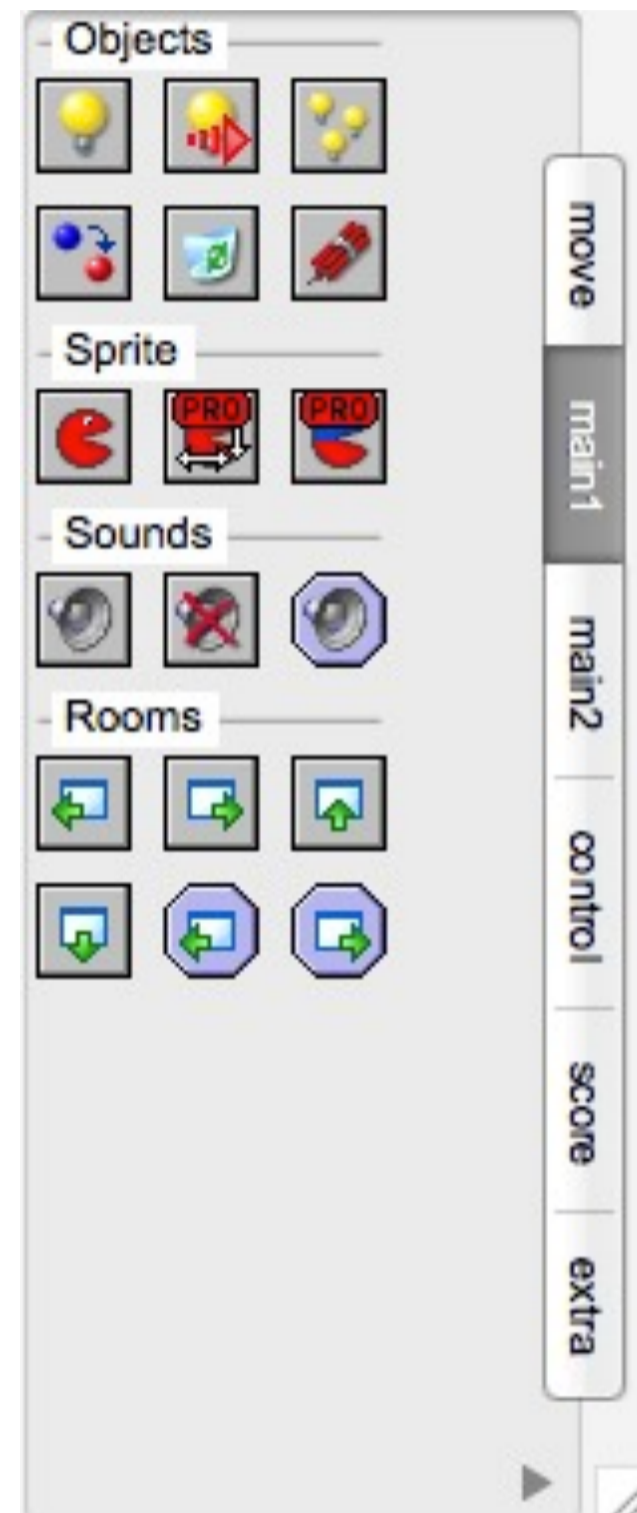 Objects
Sprite
PRO
PRO
Sounds
Rooms
move
main1
main2
control
score
extra